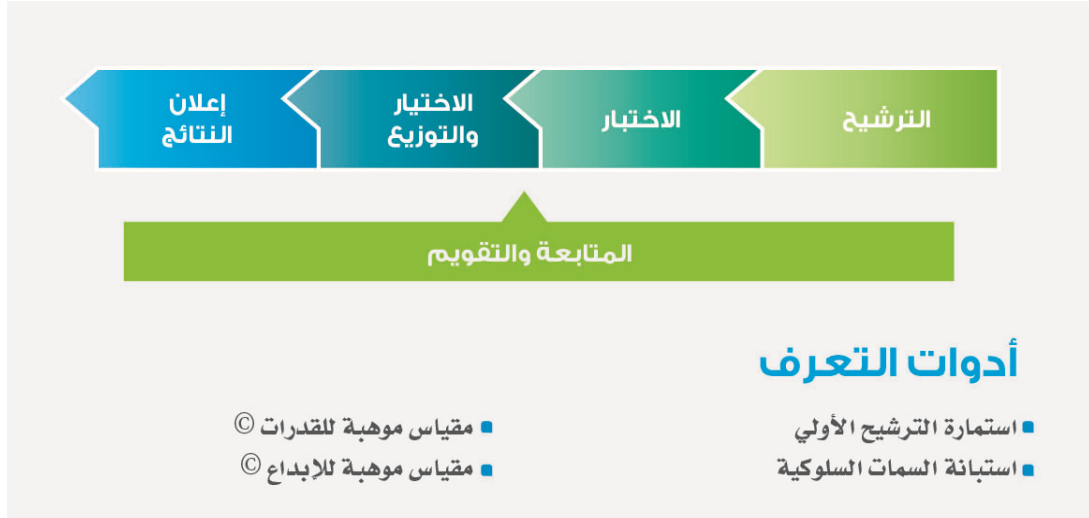 الترشيح
الاختبار
الاختيار
والتوزيع
إعلان
النتائج
المتابعة والتقويم
أدوات التعرف
استمارة الترشيح الأولي
استبانة السمات السلوكية
مقياس موهبة للقدرات ©
مقياس موهبة للإبداع ©